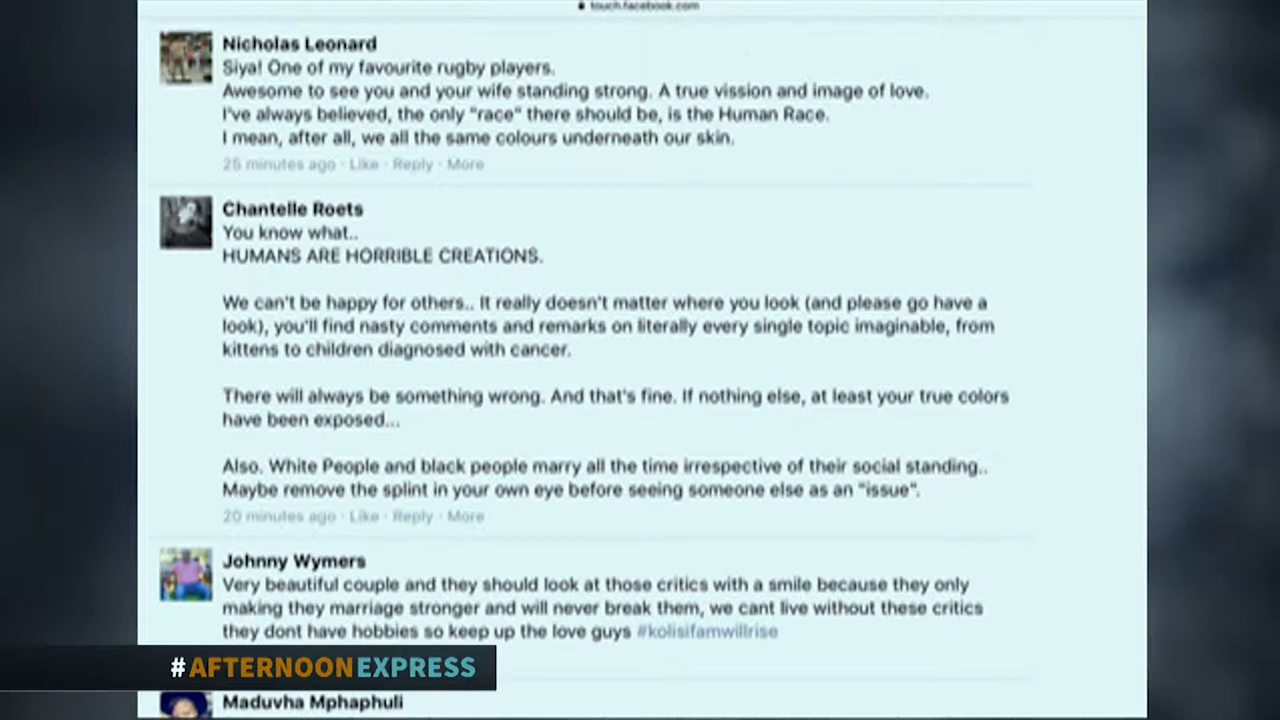 touch.facebook.com
Nicholas Leonard
Siya! One of my favourite rugby players.
Awesome to see you and your wife standing strong. A true vission and image of love.
I've always believed, the only "race" there should be, is the Human Race.
I mean, after all, we all the same colours underneath our skin.
25 minutes ago · Like · Reply · More
Chantelle Roets
You know what..
HUMANS ARE HORRIBLE CREATIONS.
We can't be happy for others.. It really doesn't matter where you look (and please go have a
look), you'll find nasty comments and remarks on literally every single topic imaginable, from
kittens to children diagnosed with cancer.
There will always be something wrong. And that's fine. If nothing else, at least your true colors
have been exposed...
Also. White People and black people marry all the time irrespective of their social standing..
Maybe remove the splint in your own eye before seeing someone else as an "issue".
20 minutes ago · Like · Reply · More
Johnny Wymers
Very beautiful couple and they should look at those critics with a smile because they only
making they marriage stronger and will never break them, we cant live without these critics
they dont have hobbies so keep up the love guys #kolisifamwillrise
#AFTERNOONEXPRESS
Maduvha Mphaphuli